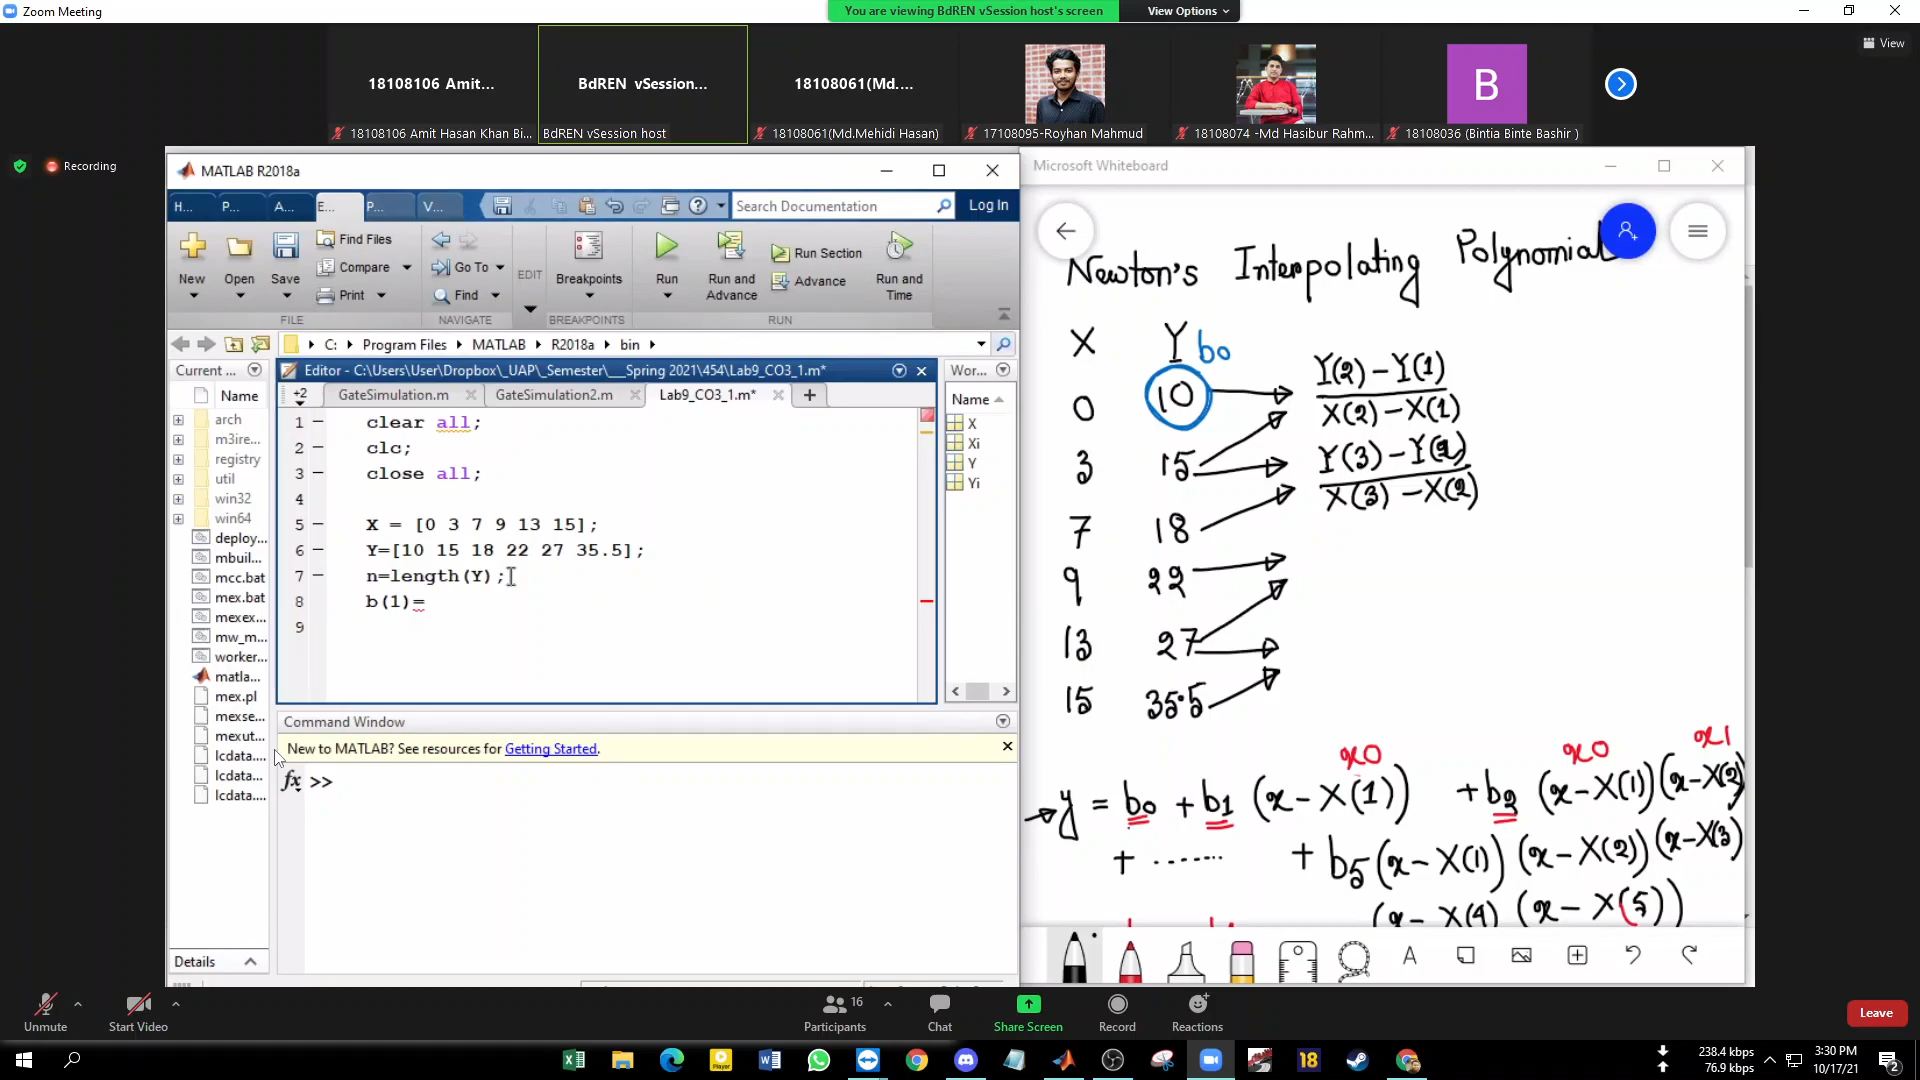 Zoom Meeting
You are viewing BdREN vSession host's screen
View Options
18108106 Amit...
BdREN vSession...
18108061(Md....
B
View
18108106 Amit Hasan Khan Bi...
BdREN vSession host
18108061(Md.Mehidi Hasan)
17108095-Royhan Mahmud
18108074 -Md Hasibur Rahm...
18108036 (Bintia Binte Bashir )
Recording
MATLAB R2018a
H... P... A... E... P... V...
Search Documentation
Log In
New
Open
Save
Find Files
Compare
Print
Go To
Find
EDIT
Breakpoints
Run
Run and Advance
Run Section
Advance
Run and Time
FILE
NAVIGATE
BREAKPOINTS
RUN
C: Program Files MATLAB R2018a bin
Current ...
Name
arch
m3ire...
registry
util
win32
win64
deploy...
mbuil...
mcc.bat
mex.bat
mexex...
mw_m...
worker...
matla...
mex.pl
mexse...
mexut...
lcdata....
lcdata...
lcdata....
Details
Editor - C:\Users\User\Dropbox\_UAP\_Semester\___Spring 2021\454\Lab9_CO3_1.m*
+2
GateSimulation.m
GateSimulation2.m
Lab9_CO3_1.m*
1 clear all;
2 clc;
3 close all;
4
5 X = [0 3 7 9 13 15];
6 Y=[10 15 18 22 27 35.5];
7 n=length(Y);
8 b(1)=
9
Wor...
Name
X
Xi
Y
Yi
Command Window
New to MATLAB? See resources for Getting Started.
fx >>
Microsoft Whiteboard
Newton's Interpolating Polynomial
X Y b0
0 10
3 15
7 18
9 22
13 27
15 35.5
Y(2)-Y(1)
X(2)-X(1)
Y(3)-Y(2)
X(3)-X(2)
x0 x0 x1
y = b0 + b1 (x-X(1)) + b2 (x-X(1)) (x-X(2)
+ ...... + b5 (x-X(1)) (x-X(2)) (x-X(3)
(x-X(4) (x-X(5))
A
Unmute
Start Video
16
Participants
Chat
Share Screen
Record
Reactions
Leave
Player
18
238.4 kbps
76.9 kbps
3:30 PM
10/17/21
2